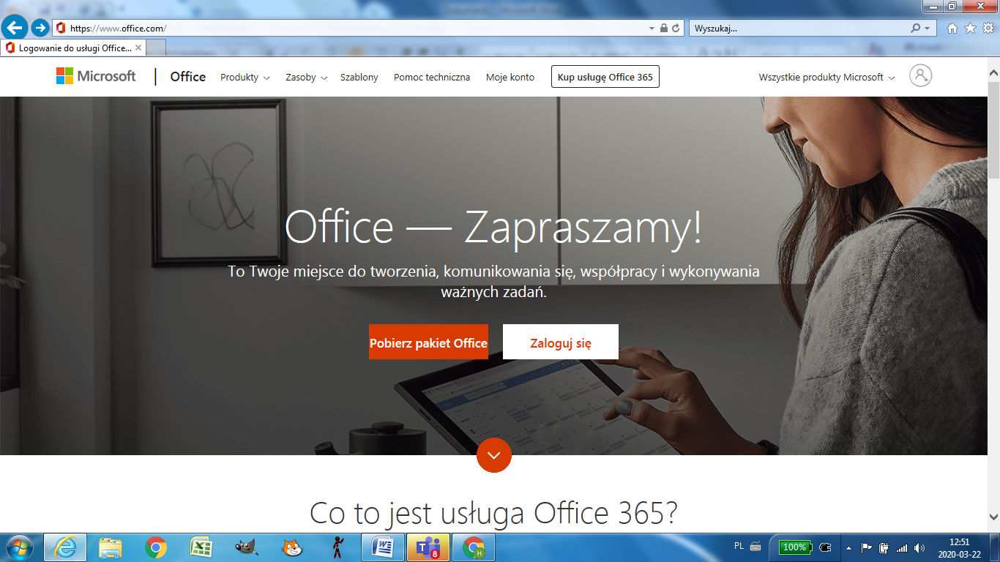 https://www.office.com/
Wyszukaj...
Logowanie do usługi Office...
Microsoft
Office
Produkty
Zasoby
Szablony
Pomoc techniczna
Moje konto
Kup usługę Office 365
Wszystkie produkty Microsoft
Office — Zapraszamy!
To Twoje miejsce do tworzenia, komunikowania się, współpracy i wykonywania
ważnych zadań.
Pobierz pakiet Office
Zaloguj się
Co to jest usługa Office 365?
8
H
PL
100%
12:51
2020-03-22